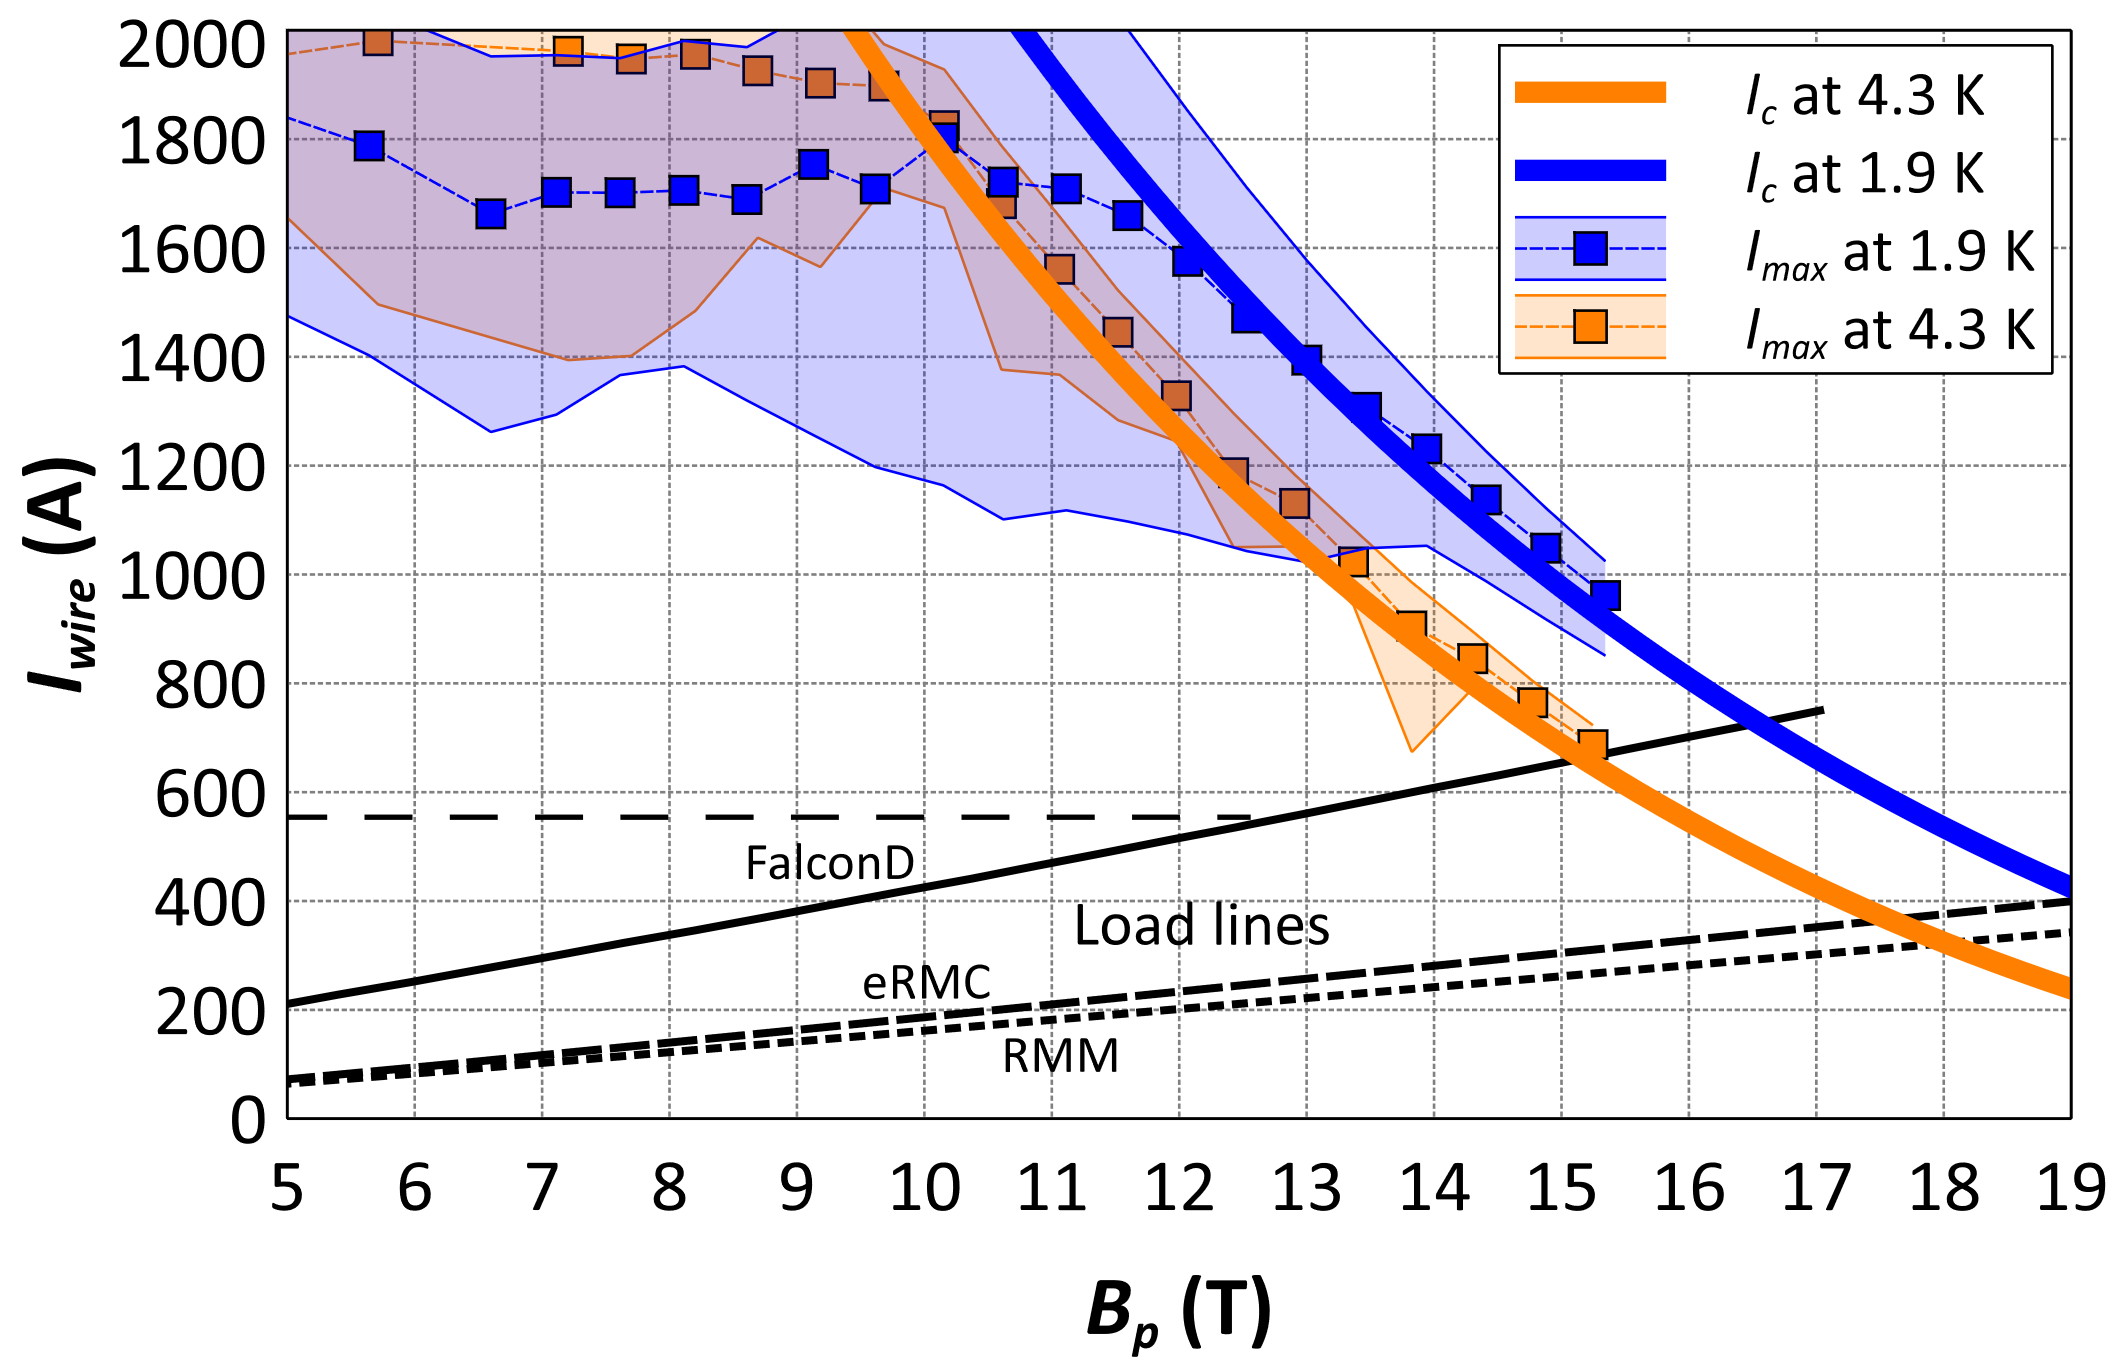 2000
1800
1600
1400
1200
1000
800
600
400
200
0
I_wire (A)
I_c at 4.3 K
I_c at 1.9 K
I_max at 1.9 K
I_max at 4.3 K
FalconD
Load lines
eRMC
RMM
5 6 7 8 9 10 11 12 13 14 15 16 17 18 19
B_p (T)